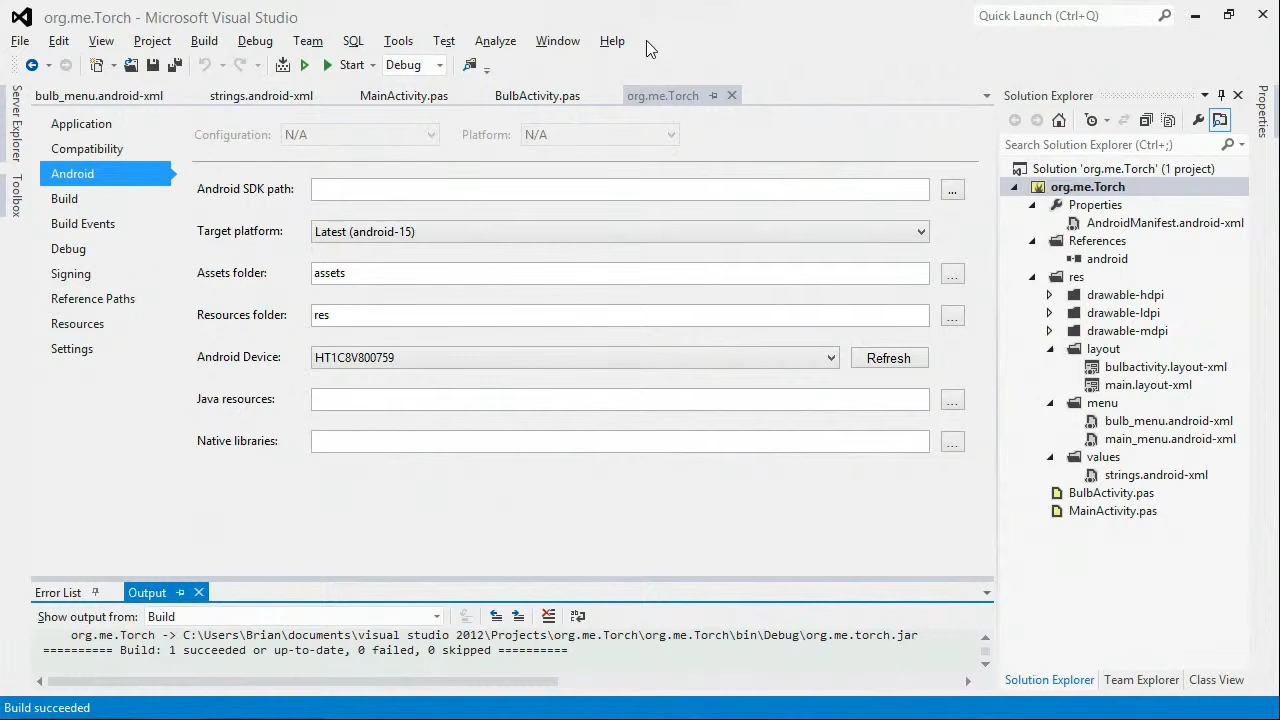 org.me.Torch - Microsoft Visual Studio
Quick Launch (Ctrl+Q)
File Edit View Project Build Debug Team SQL Tools Test Analyze Window Help
Start Debug
Server Explorer
Toolbox
bulb_menu.android-xml strings.android-xml MainActivity.pas BulbActivity.pas org.me.Torch
Application
Compatibility
Android
Build
Build Events
Debug
Signing
Reference Paths
Resources
Settings
Configuration: N/A Platform: N/A
Android SDK path: ...
Target platform: Latest (android-15)
Assets folder: assets ...
Resources folder: res ...
Android Device: HT1C8V800759 Refresh
Java resources: ...
Native libraries: ...
Solution Explorer
Search Solution Explorer (Ctrl+;)
Solution 'org.me.Torch' (1 project)
org.me.Torch
Properties
AndroidManifest.android-xml
References
android
res
drawable-hdpi
drawable-ldpi
drawable-mdpi
layout
bulbactivity.layout-xml
main.layout-xml
menu
bulb_menu.android-xml
main_menu.android-xml
values
strings.android-xml
BulbActivity.pas
MainActivity.pas
Solution Explorer Team Explorer Class View
Properties
Error List Output
Show output from: Build
org.me.Torch -> C:\Users\Brian\documents\visual studio 2012\Projects\org.me.Torch\org.me.Torch\bin\Debug\org.me.torch.jar
========== Build: 1 succeeded or up-to-date, 0 failed, 0 skipped ==========
Build succeeded